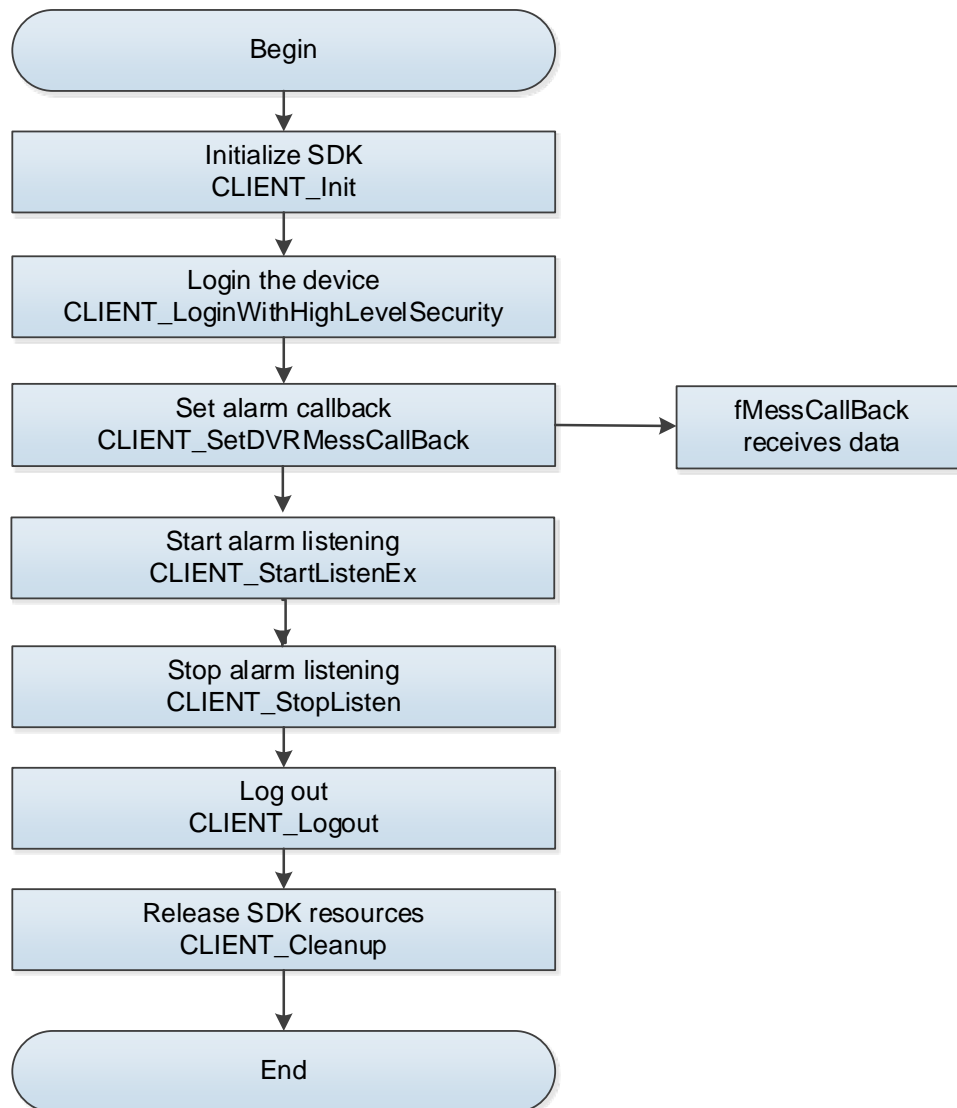 Begin
Initialize SDK
CLIENT_Init
Login the device
CLIENT_LoginWithHighLevelSecurity
Set alarm callback
CLIENT_SetDVRMessCallBack
fMessCallBack
receives data
Start alarm listening
CLIENT_StartListenEx
Stop alarm listening
CLIENT_StopListen
Log out
CLIENT_Logout
Release SDK resources
CLIENT_Cleanup
End